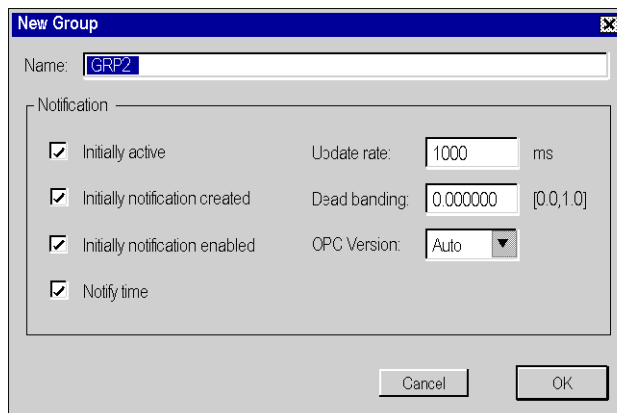 New Group
Name: GRP2
Notification
Initially active Update rate: 1000 ms
Initially notification created Dead banding: 0.000000 [0.0,1.0]
Initially notification enabled OPC Version: Auto
Notify time
Cancel OK